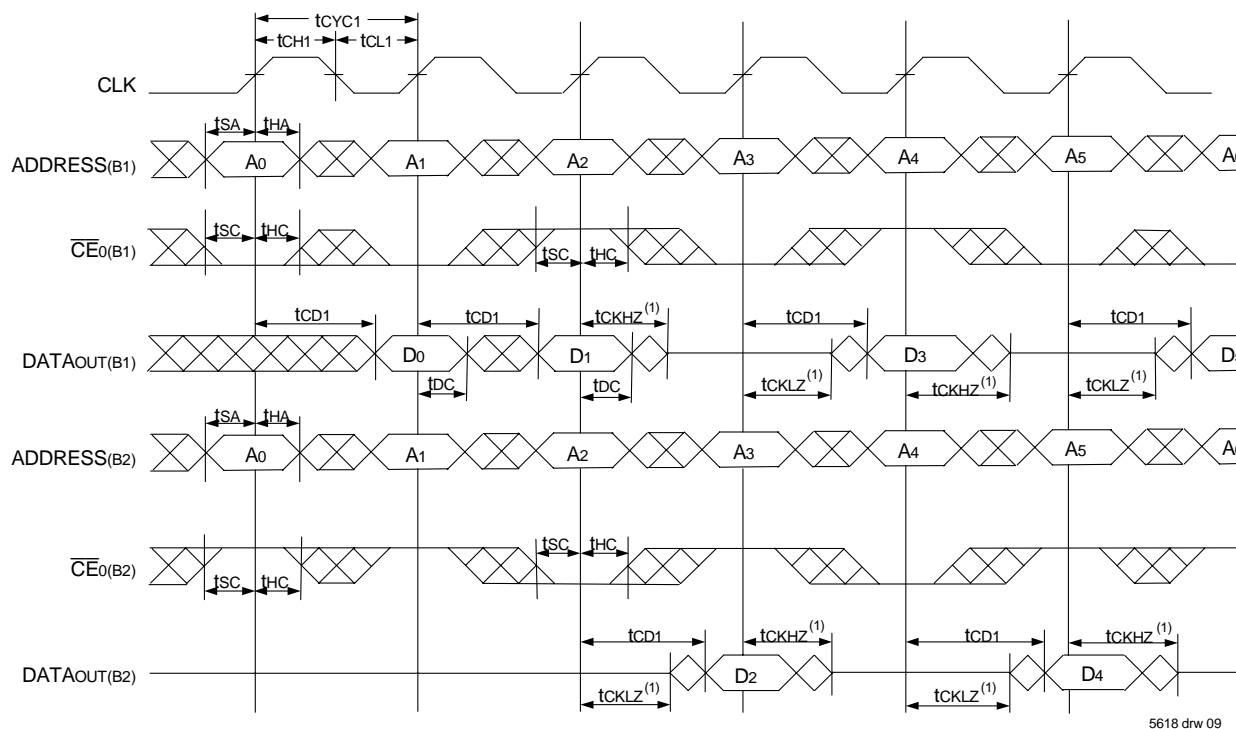 tCYC1
tCH1 tCL1
CLK
tSA tHA
ADDRESS(B1) A0 A1 A2 A3 A4 A5
tSC tHC
CE0(B1)
tSC tHC
tCD1 tCD1 tCKHZ(1) tCD1 tCD1
DATAOUT(B1) D0 D1 D3
tDC tDC tCKLZ(1) tCKHZ(1) tCKLZ(1)
tSA tHA
ADDRESS(B2) A0 A1 A2 A3 A4 A5
tSC tHC
CE0(B2)
tSC tHC
tCD1 tCKHZ(1) tCD1 tCKHZ(1)
DATAOUT(B2) D2 D4
tCKLZ(1) tCKLZ(1)
5618 drw 09